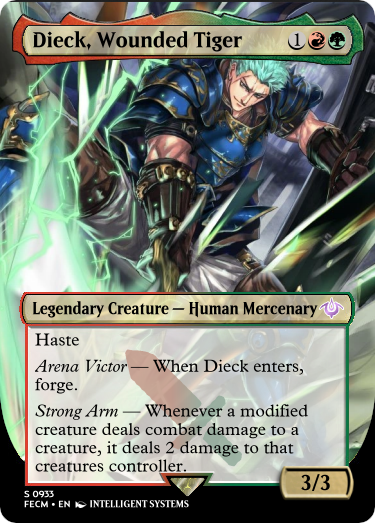 Dieck, Wounded Tiger 1
Legendary Creature — Human Mercenary
Haste
Arena Victor — When Dieck enters,
forge.
Strong Arm — Whenever a modified
creature deals combat damage to a
creature, it deals 2 damage to that
creatures controller.
3/3
S 0933
FECM • EN INTELLIGENT SYSTEMS